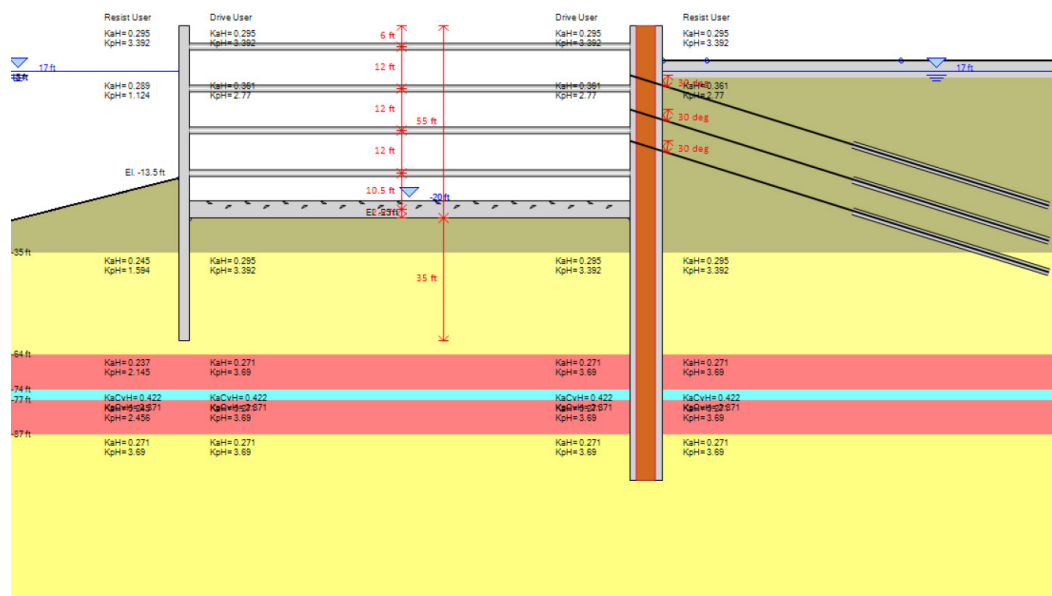 Resist User
Drive User
Drive User
Resist User
KaH= 0.295
KpH= 3.392
KaH= 0.295
KpH= 3.392
6 ft
KaH= 0.295
KpH= 3.392
KaH= 0.295
KpH= 3.392
17 ft
12 ft
17 ft
KaH= 0.289
KpH= 1.124
KaH= 0.361
KpH= 2.77
KaH= 0.361
KpH= 2.77
30 deg
KaH= 0.361
KpH= 2.77
12 ft
55 ft
30 deg
12 ft
30 deg
El. -13.5 ft
10.5 ft
-20 ft
-35 ft
KaH= 0.245
KpH= 1.594
KaH= 0.295
KpH= 3.392
35 ft
KaH= 0.295
KpH= 3.392
KaH= 0.295
KpH= 3.392
-64 ft
KaH= 0.237
KpH= 2.145
KaH= 0.271
KpH= 3.69
KaH= 0.271
KpH= 3.69
KaH= 0.271
KpH= 3.69
-74 ft
-77 ft
KaCvH= 0.422
KpH= 2.456
KaCvH= 0.422
KpH= 3.69
KaCvH= 0.422
KpH= 3.69
KaCvH= 0.422
KpH= 3.69
-87 ft
KaH= 0.271
KpH= 3.69
KaH= 0.271
KpH= 3.69
KaH= 0.271
KpH= 3.69
KaH= 0.271
KpH= 3.69